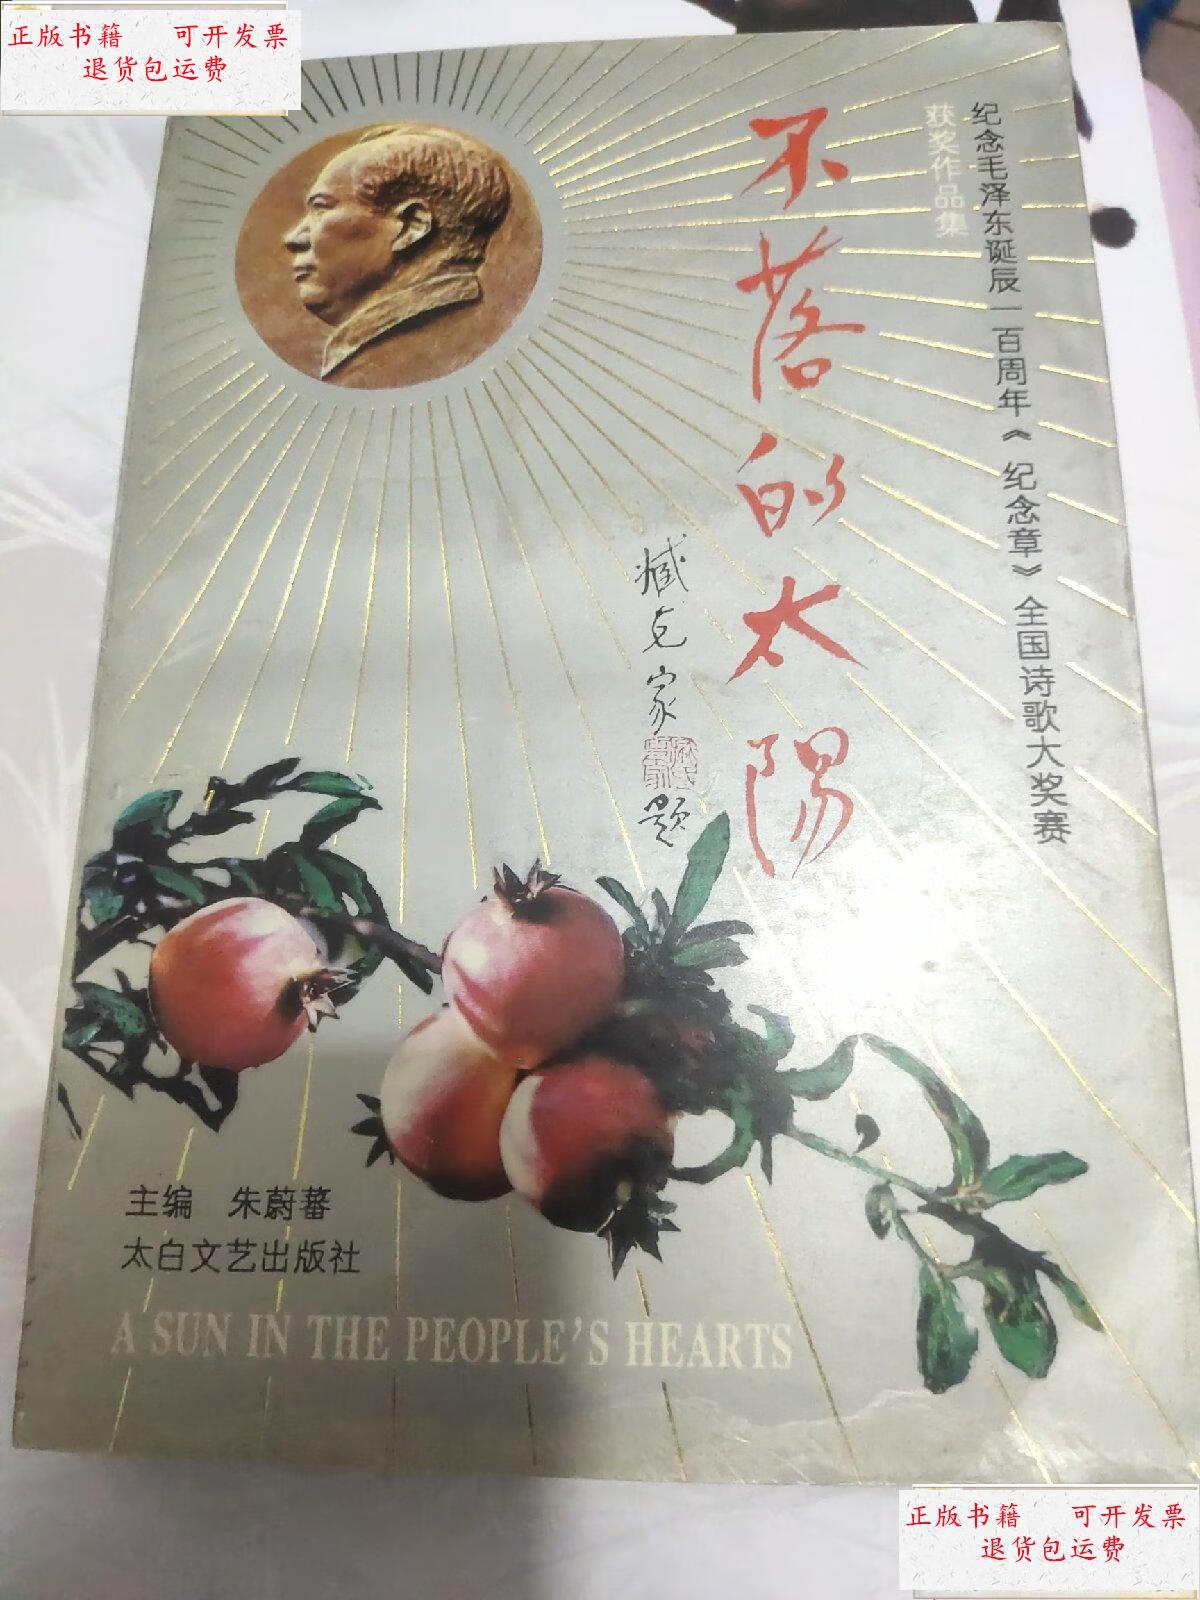 正版书籍 可开发票
退货包运费
纪念毛泽东诞辰一百周年《纪念章》全国诗歌大奖赛
获奖作品集
不落的太阳
臧克家
题
主编 朱蔚蕃
太白文艺出版社
A SUN IN THE PEOPLE'S HEARTS
正版书籍 可开发票
退货包运费